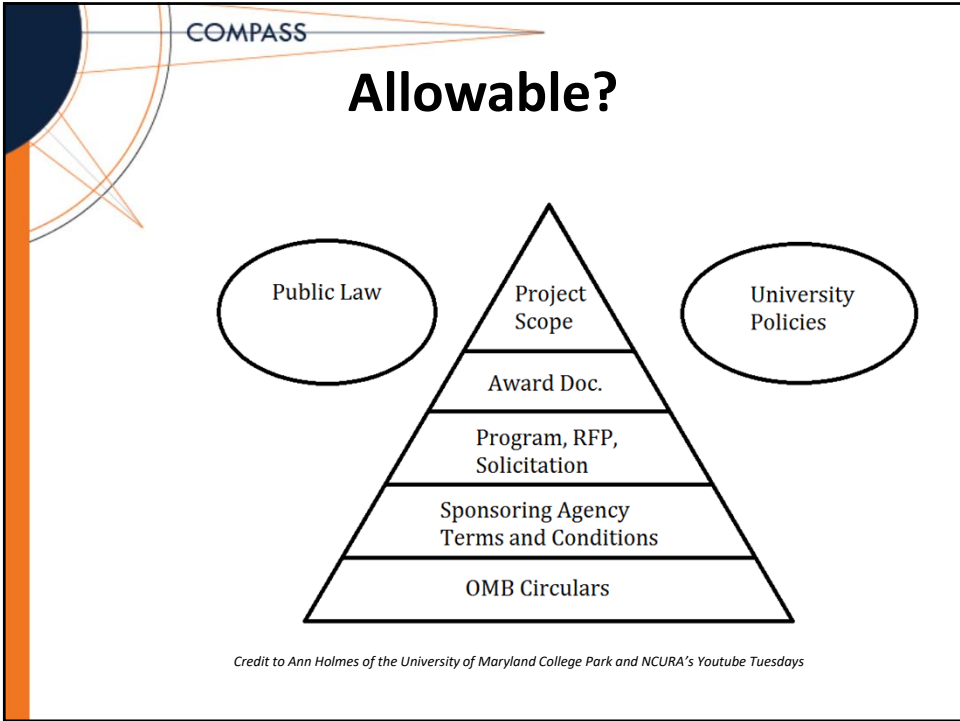 COMPASS
Allowable?
Public Law
Project
Scope
University
Policies
Award Doc.
Program, RFP,
Solicitation
Sponsoring Agency
Terms and Conditions
OMB Circulars
Credit to Ann Holmes of the University of Maryland College Park and NCURA's Youtube Tuesdays